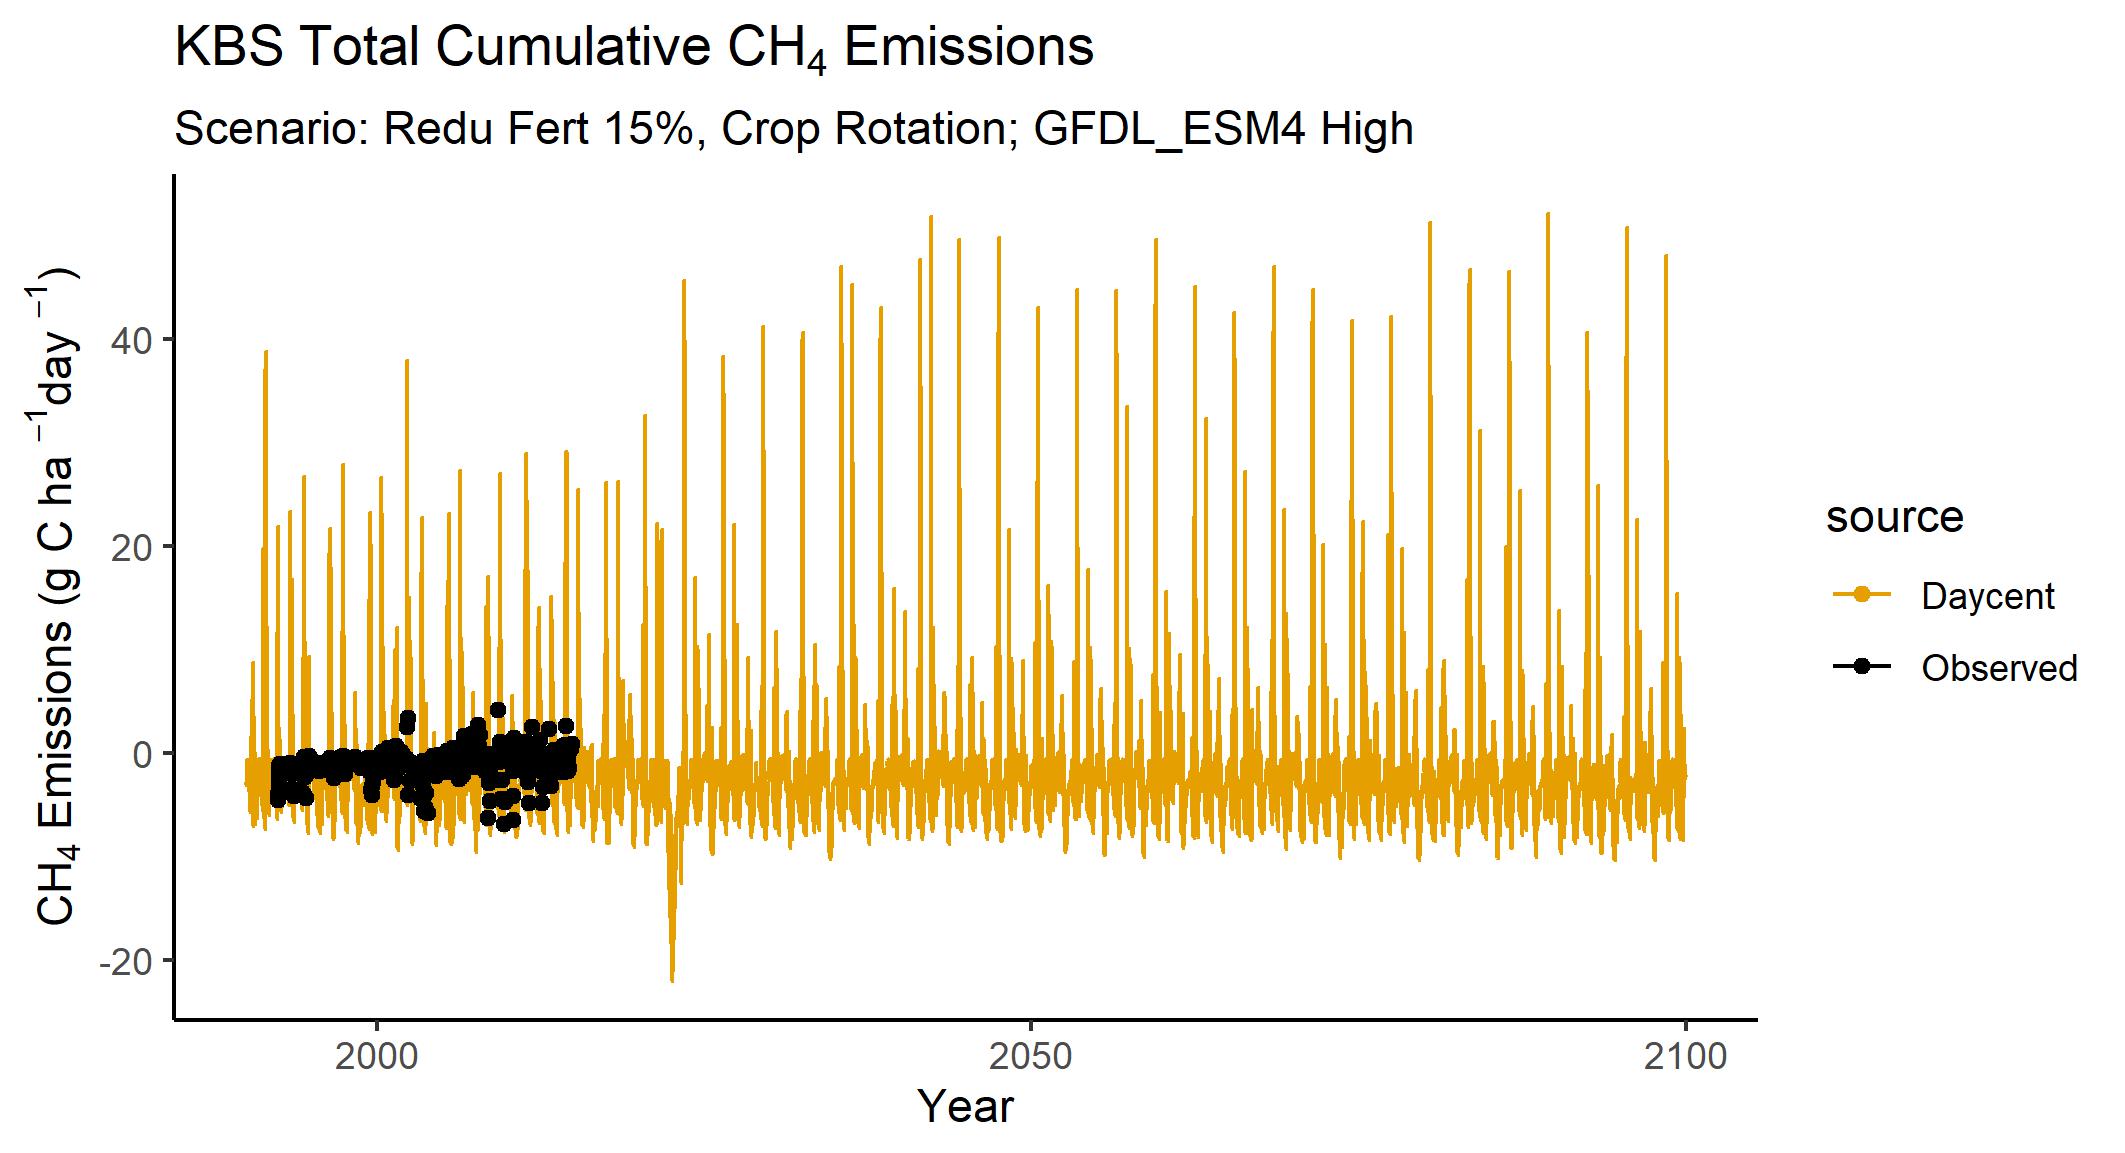 KBS Total Cumulative CH₄ Emissions
Scenario: Redu Fert 15%, Crop Rotation; GFDL_ESM4 High
CH₄ Emissions (g C ha ⁻¹day ⁻¹)
40
20
0
-20
2000
2050
2100
Year
source
Daycent
Observed